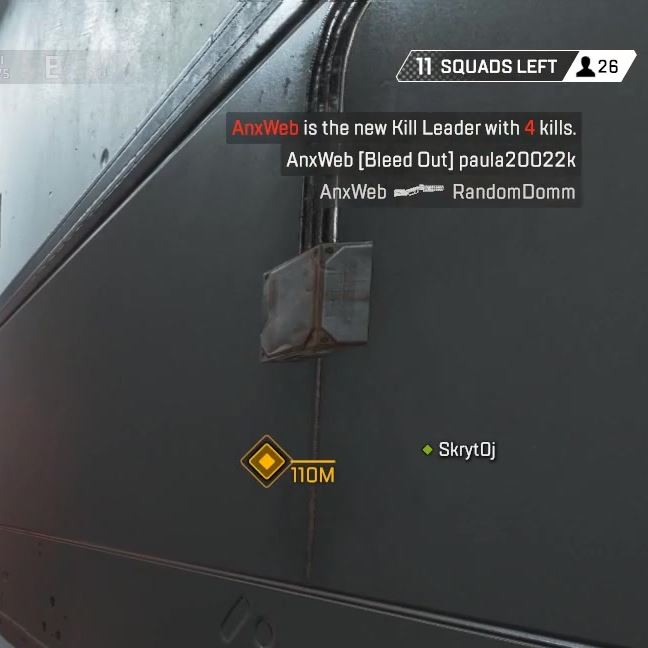 11 SQUADS LEFT 26
E
AnxWeb is the new Kill Leader with 4 kills.
AnxWeb [Bleed Out] paula20022k
AnxWeb RandomDomm
110M
Skryt0j